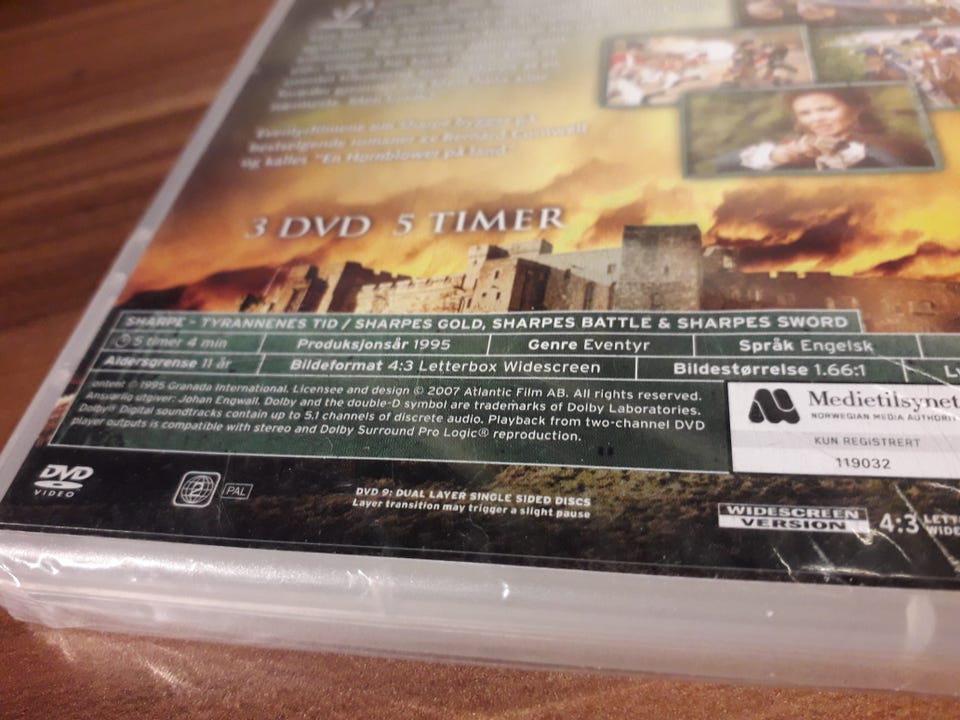 Eventyrfilmene om Sharpe bygger på
bestselgende romaner av Bernard Cornwell
og kalles "En Hornblower på land"
3 DVD 5 TIMER
SHARPE - TYRANNENES TID / SHARPES GOLD, SHARPES BATTLE & SHARPES SWORD
5 timer 4 min Produksjonsår 1995 Genre Eventyr Språk Engelsk
Aldersgrense 11 år Bildeformat 4:3 Letterbox Widescreen Bildestørrelse 1.66:1
ontent © 1995 Granada International. Licensee and design © 2007 Atlantic Film AB. All rights reserved.
Ansvarlig utgiver: Johan Engwall. Dolby and the double-D symbol are trademarks of Dolby Laboratories.
Dolby® Digital soundtracks contain up to 5.1 channels of discrete audio. Playback from two-channel DVD
player outputs is compatible with stereo and Dolby Surround Pro Logic® reproduction.
Medietilsynet
NORWEGIAN MEDIA AUTHORI
KUN REGISTRERT
119032
DVD
VIDEO
2
PAL
DVD 9: DUAL LAYER SINGLE SIDED DISCS
Layer transition may trigger a slight pause
WIDESCREEN
VERSION
4:3 LETT
WIDE